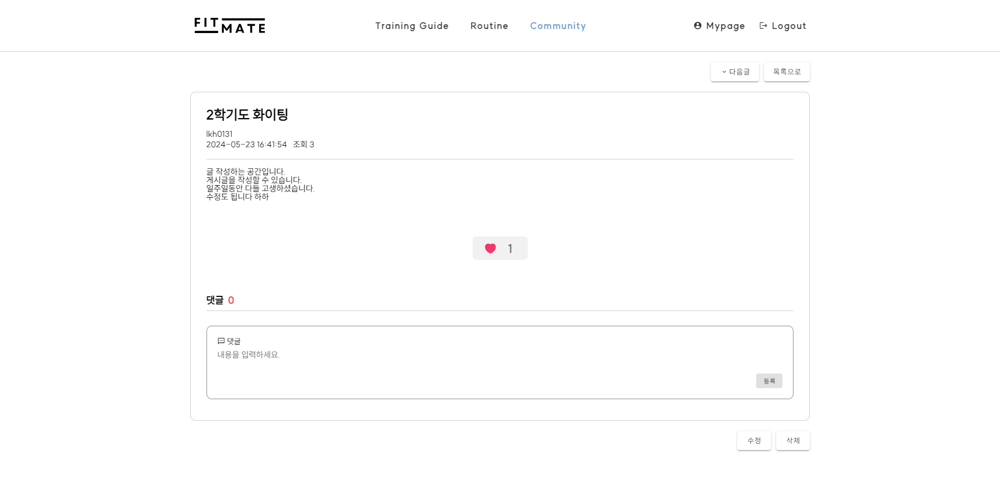 FIT MATE
Training Guide
Routine
Community
Mypage
Logout
다음글
목록으로
2학기도 화이팅
lkh0131
2024-05-23 16:41:54 조회 3
글 작성하는 공간입니다.
게시글을 작성할 수 있습니다.
일주일동안 다들 고생하셨습니다.
수정도 됩니다 하하
1
댓글 0
댓글
내용을 입력하세요.
등록
수정
삭제